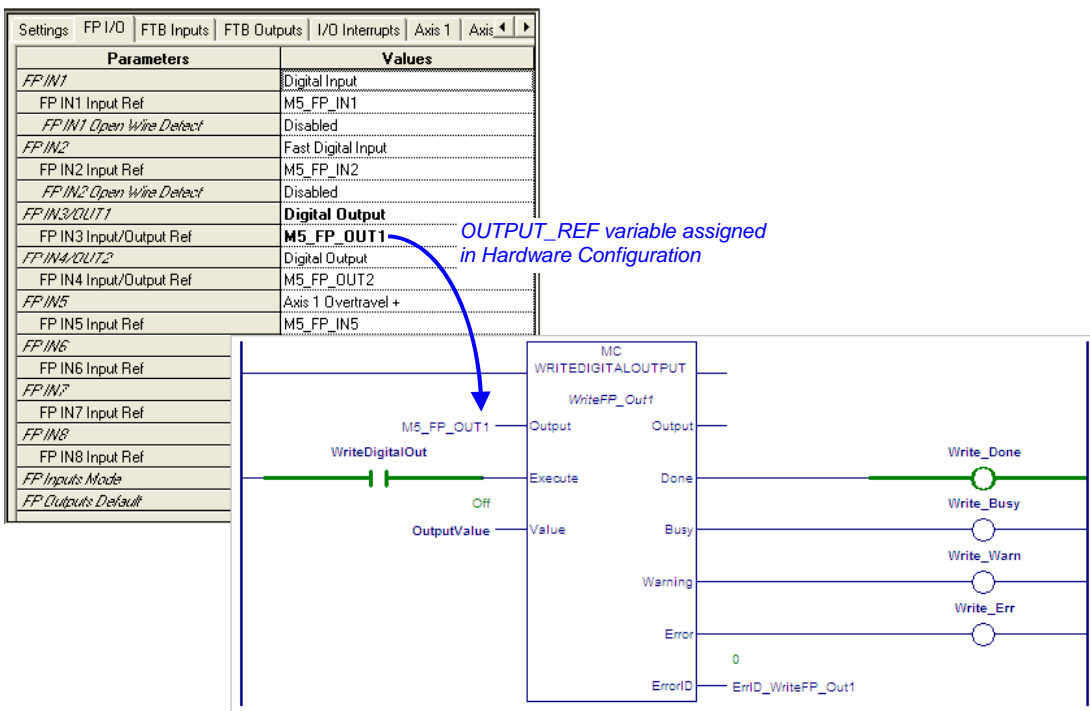 Settings FP I/O FTB Inputs FTB Outputs I/O Interrupts Axis 1 Axis
Parameters Values
FP IN1 Digital Input
FP IN1 Input Ref M5_FP_IN1
FP IN1 Open Wire Detect Disabled
FP IN2 Fast Digital Input
FP IN2 Input Ref M5_FP_IN2
FP IN2 Open Wire Detect Disabled
FP IN3/OUT1 Digital Output
FP IN3 Input/Output Ref M5_FP_OUT1
FP IN4/OUT2 Digital Output
FP IN4 Input/Output Ref M5_FP_OUT2
FP IN5 Axis 1 Overtravel +
FP IN5 Input Ref M5_FP_IN5
FP IN6
FP IN6 Input Ref
FP IN7
FP IN7 Input Ref
FP IN8
FP IN8 Input Ref
FP Inputs Mode
FP Outputs Default
OUTPUT_REF variable assigned
in Hardware Configuration
MC
WRITEDIGITALOUTPUT
WriteFP_Out1
M5_FP_OUT1 Output Output
WriteDigitalOut Write_Done
Execute Done
Off Write_Busy
OutputValue Value Busy
Write_Warn
Warning
Write_Err
Error
0
ErrorID ErrID_WriteFP_Out1